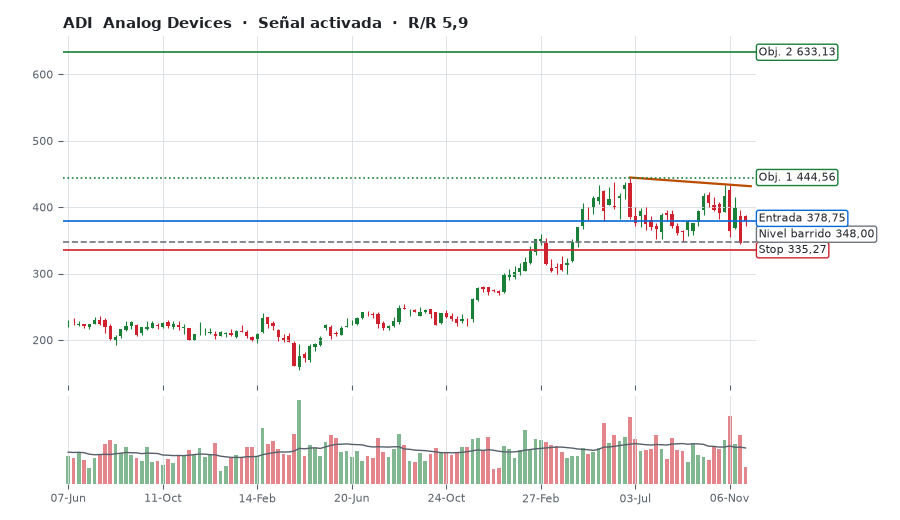 ADI Analog Devices · Señal activada · R/R 5,9
Obj. 2 633,13
600
500
Obj. 1 444,56
400
Entrada 378,75
Nivel barrido 348,00
Stop 335,27
300
200
07-Jun 11-Oct 14-Feb 20-Jun 24-Oct 27-Feb 03-Jul 06-Nov